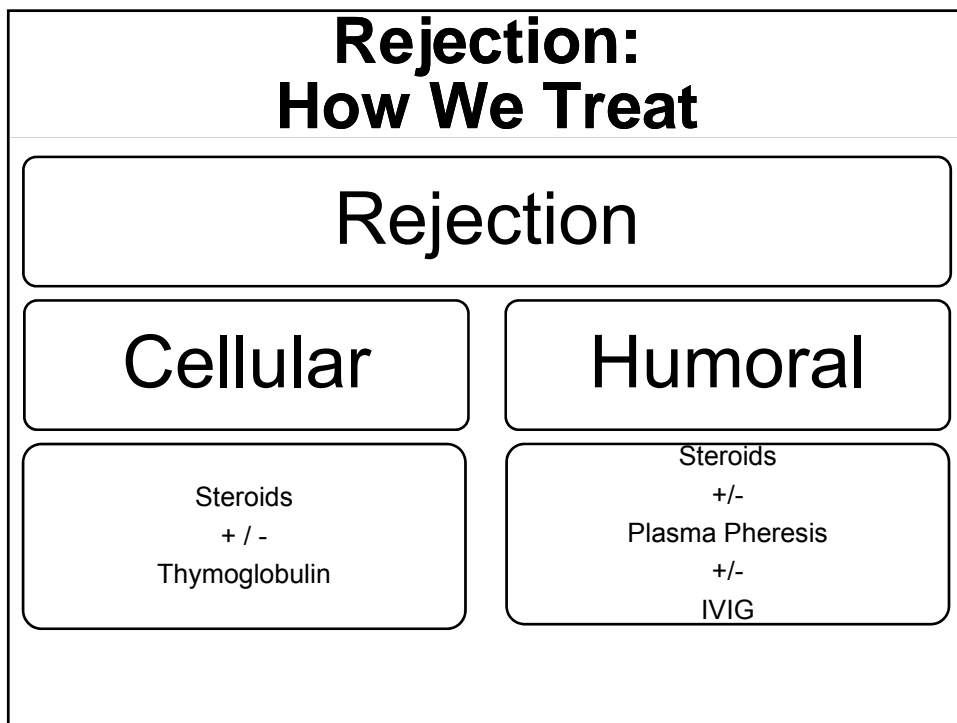 Rejection:
How We Treat
Rejection
Cellular
Humoral
Steroids
+ / -
Thymoglobulin
Steroids
+/-
Plasma Pheresis
+/-
IVIG